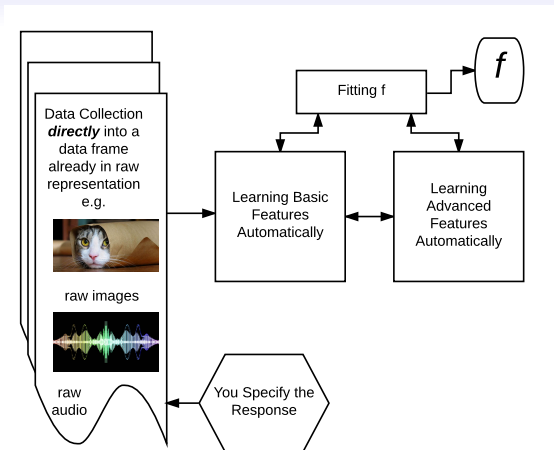 Data Collection
directly into a
data frame
already in raw
representation
e.g.
raw images
raw
audio
Learning Basic
Features
Automatically
Fitting f
f
Learning
Advanced
Features
Automatically
You Specify the
Response